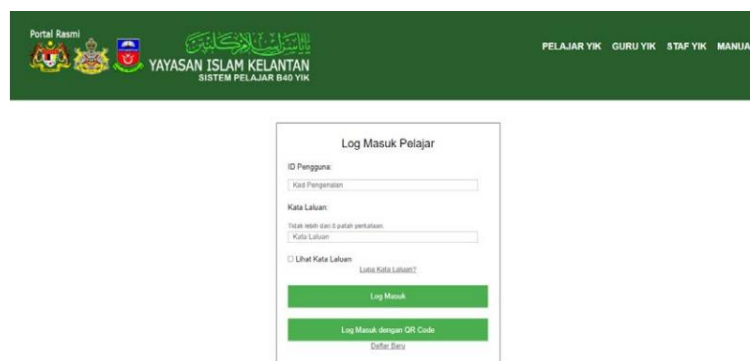 Portal Rasmi
YAYASAN ISLAM KELANTAN
SISTEM PELAJAR B40 YIK
PELAJAR YIK GURU YIK STAF YIK MANUA
Log Masuk Pelajar
ID Pengguna:
Kad Pengenalan
Kata Laluan:
Tidak lebih dari 8 patah perkataan.
Kata Laluan
Lihat Kata Laluan
Lupa Kata Laluan?
Log Masuk
Log Masuk dengan QR Code
Daftar Baru